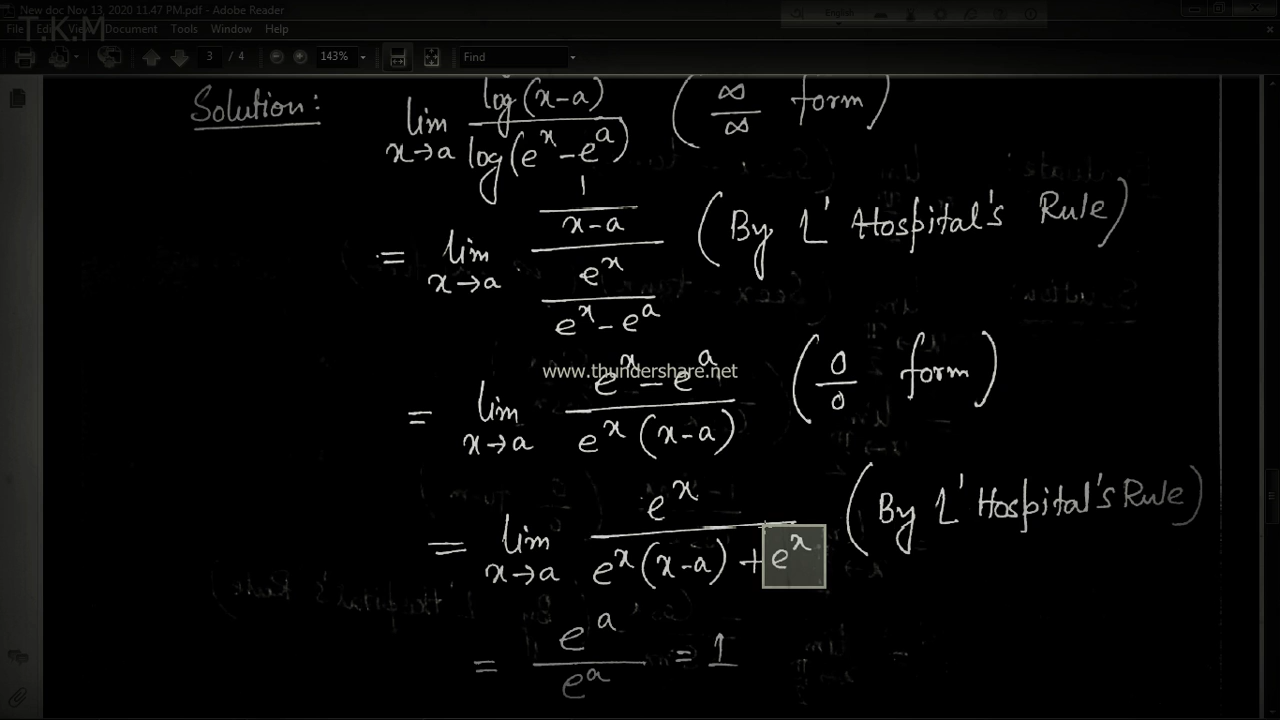 New doc Nov 13, 2020 11.47 PM.pdf - Adobe Reader
T.K.M
File Edit View Document Tools Window Help
3 / 4 143% Find
English
Solution: lim x→a log(x-a) / log(e^x - e^a) (∞/∞ form)
= lim x→a (1/(x-a)) / (e^x/(e^x - e^a)) (By L' Hospital's Rule)
www.thundershare.net
= lim x→a (e^x - e^a) / (e^x (x-a)) (0/0 form)
= lim x→a e^x / (e^x (x-a) + e^x) (By L' Hospital's Rule)
= e^a / e^a = 1